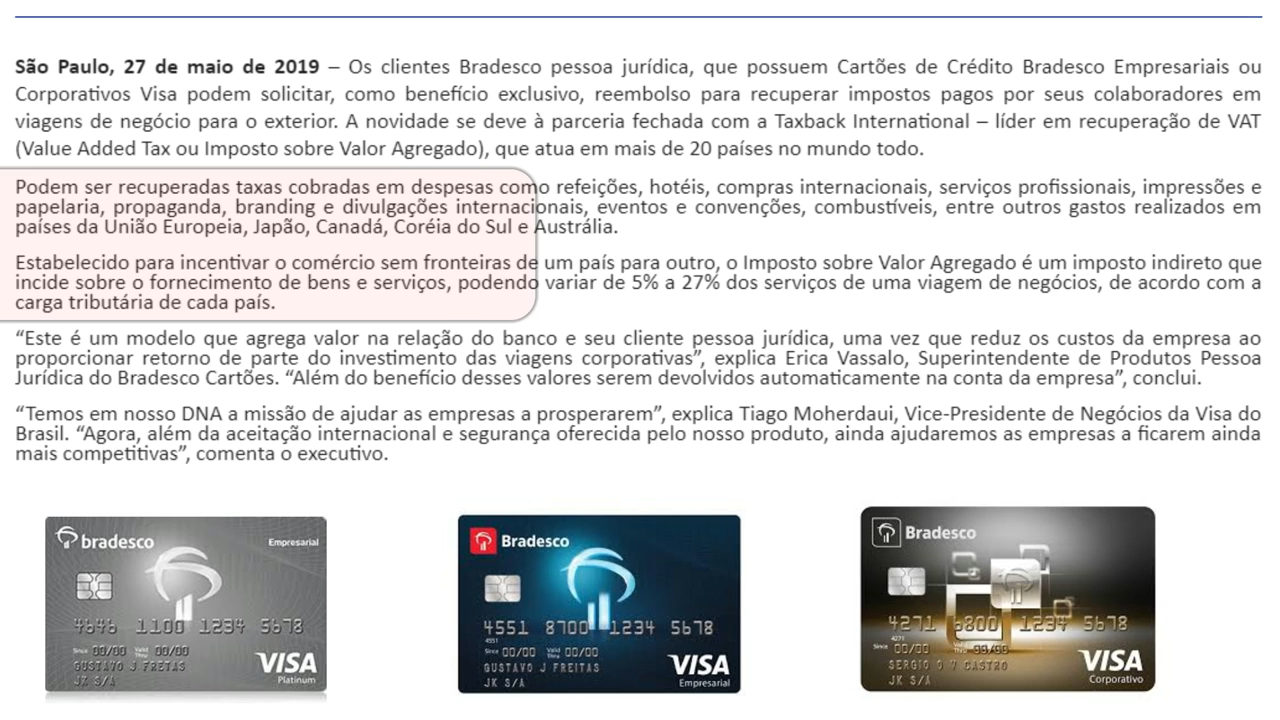 São Paulo, 27 de maio de 2019 – Os clientes Bradesco pessoa jurídica, que possuem Cartões de Crédito Bradesco Empresariais ou
Corporativos Visa podem solicitar, como benefício exclusivo, reembolso para recuperar impostos pagos por seus colaboradores em
viagens de negócio para o exterior. A novidade se deve à parceria fechada com a Taxback International – líder em recuperação de VAT
(Value Added Tax ou Imposto sobre Valor Agregado), que atua em mais de 20 países no mundo todo.
Podem ser recuperadas taxas cobradas em despesas como refeições, hotéis, compras internacionais, serviços profissionais, impressões e
papelaria, propaganda, branding e divulgações internacionais, eventos e convenções, combustíveis, entre outros gastos realizados em
países da União Europeia, Japão, Canadá, Coréia do Sul e Austrália.
Estabelecido para incentivar o comércio sem fronteiras de um país para outro, o Imposto sobre Valor Agregado é um imposto indireto que
incide sobre o fornecimento de bens e serviços, podendo variar de 5% a 27% dos serviços de uma viagem de negócios, de acordo com a
carga tributária de cada país.
“Este é um modelo que agrega valor na relação do banco e seu cliente pessoa jurídica, uma vez que reduz os custos da empresa ao
proporcionar retorno de parte do investimento das viagens corporativas”, explica Erica Vassalo, Superintendente de Produtos Pessoa
Jurídica do Bradesco Cartões. “Além do benefício desses valores serem devolvidos automaticamente na conta da empresa”, conclui.
“Temos em nosso DNA a missão de ajudar as empresas a prosperarem”, explica Tiago Moherdaui, Vice-Presidente de Negócios da Visa do
Brasil. “Agora, além da aceitação internacional e segurança oferecida pelo nosso produto, ainda ajudaremos as empresas a ficarem ainda
mais competitivas”, comenta o executivo.
bradesco Empresarial
4646 1100 1234 5678
Since 00/00 Valid Thru 00/00
GUSTAVO J FREITAS
JK S/A
VISA
Platinum
Bradesco
4551 8700 1234 5678
4551
Since 00/00 Valid Thru 00/00
GUSTAVO J FREITAS
JK S/A
VISA
Empresarial
Bradesco
4271 6800 1234 5678
4271
Since 00/00 Valid Thru 00/00
SERGIO O V CASTRO
JK S/A
VISA
Corporativo